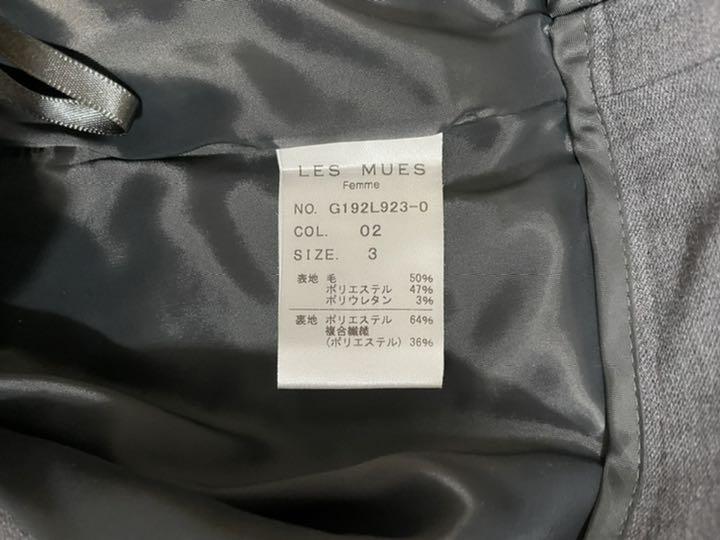 LES MUES
Femme
NO. G192L923-0
COL. 02
SIZE. 3
表地 毛 50%
ポリエステル 47%
ポリウレタン 3%
裏地 ポリエステル 64%
複合繊維
(ポリエステル) 36%